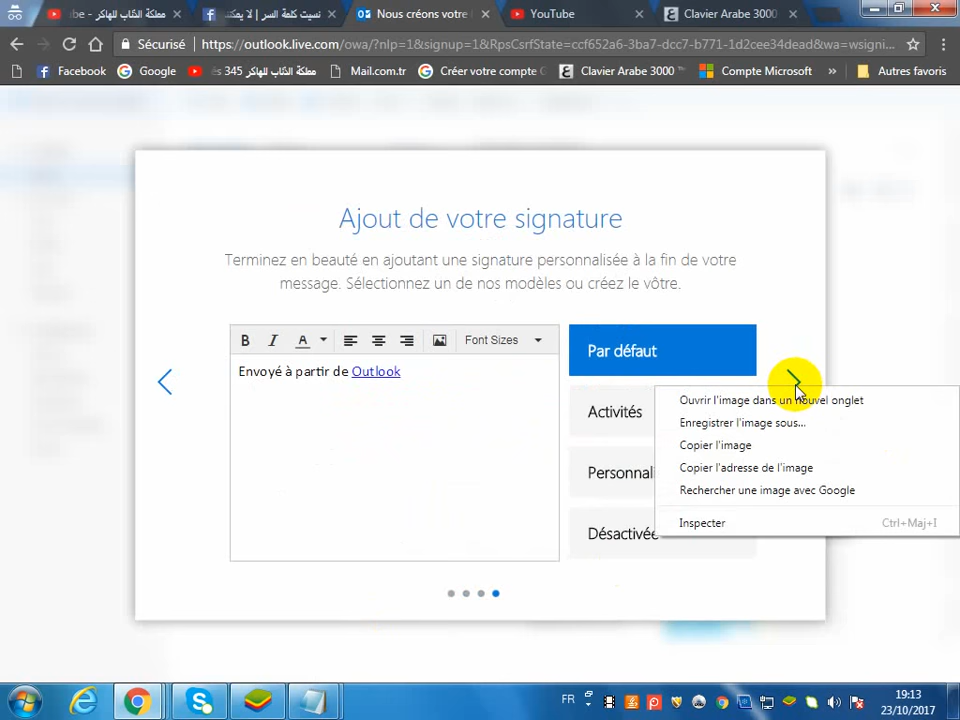 مملكة الذئاب للهاكر - be
نسيت كلمة السر | لا يمكنن
Nous créons votre
YouTube
Clavier Arabe 3000
Sécurisé
https://outlook.live.com/owa/?nlp=1&signup=1&RpsCsrfState=ccf652a6-3ba7-dcc7-b771-1d2cee34dead&wa=wsigni...
Facebook
Google
és 345 مملكة الذئاب للهاكر
Mail.com.tr
Créer votre compte G
Clavier Arabe 3000 ™
Compte Microsoft
»
Autres favoris
Ajout de votre signature
Terminez en beauté en ajoutant une signature personnalisée à la fin de votre
message. Sélectionnez un de nos modèles ou créez le vôtre.
B I A Font Sizes
Envoyé à partir de Outlook
Par défaut
Activités
Personnal
Désactivée
Ouvrir l'image dans un nouvel onglet
Enregistrer l'image sous...
Copier l'image
Copier l'adresse de l'image
Rechercher une image avec Google
Inspecter Ctrl+Maj+I
FR
19:13
23/10/2017